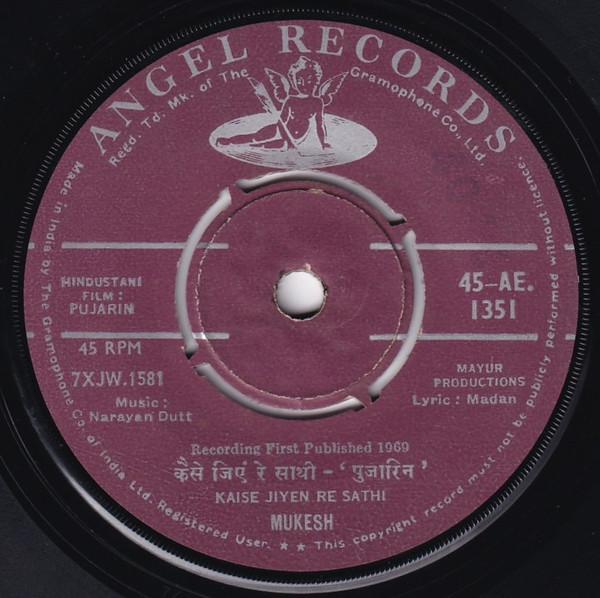 ANGEL RECORDS
Regd. Td. Mk. of The Gramophone Co., Ltd.
HINDUSTANI
FILM :
PUJARIN
45-AE.
1351
45 RPM
7XJW.1581
Music :
Narayan Dutt
MAYUR
PRODUCTIONS
Lyric : Madan
Recording First Published 1969
कैसे जिएं रे साथी - ‘पुजारिन’
KAISE JIYEN RE SATHI
MUKESH
Made in India by The Gramophone Co. of India Ltd. Registered User. ★ ★ This copyright record must not be publicly performed without licence.